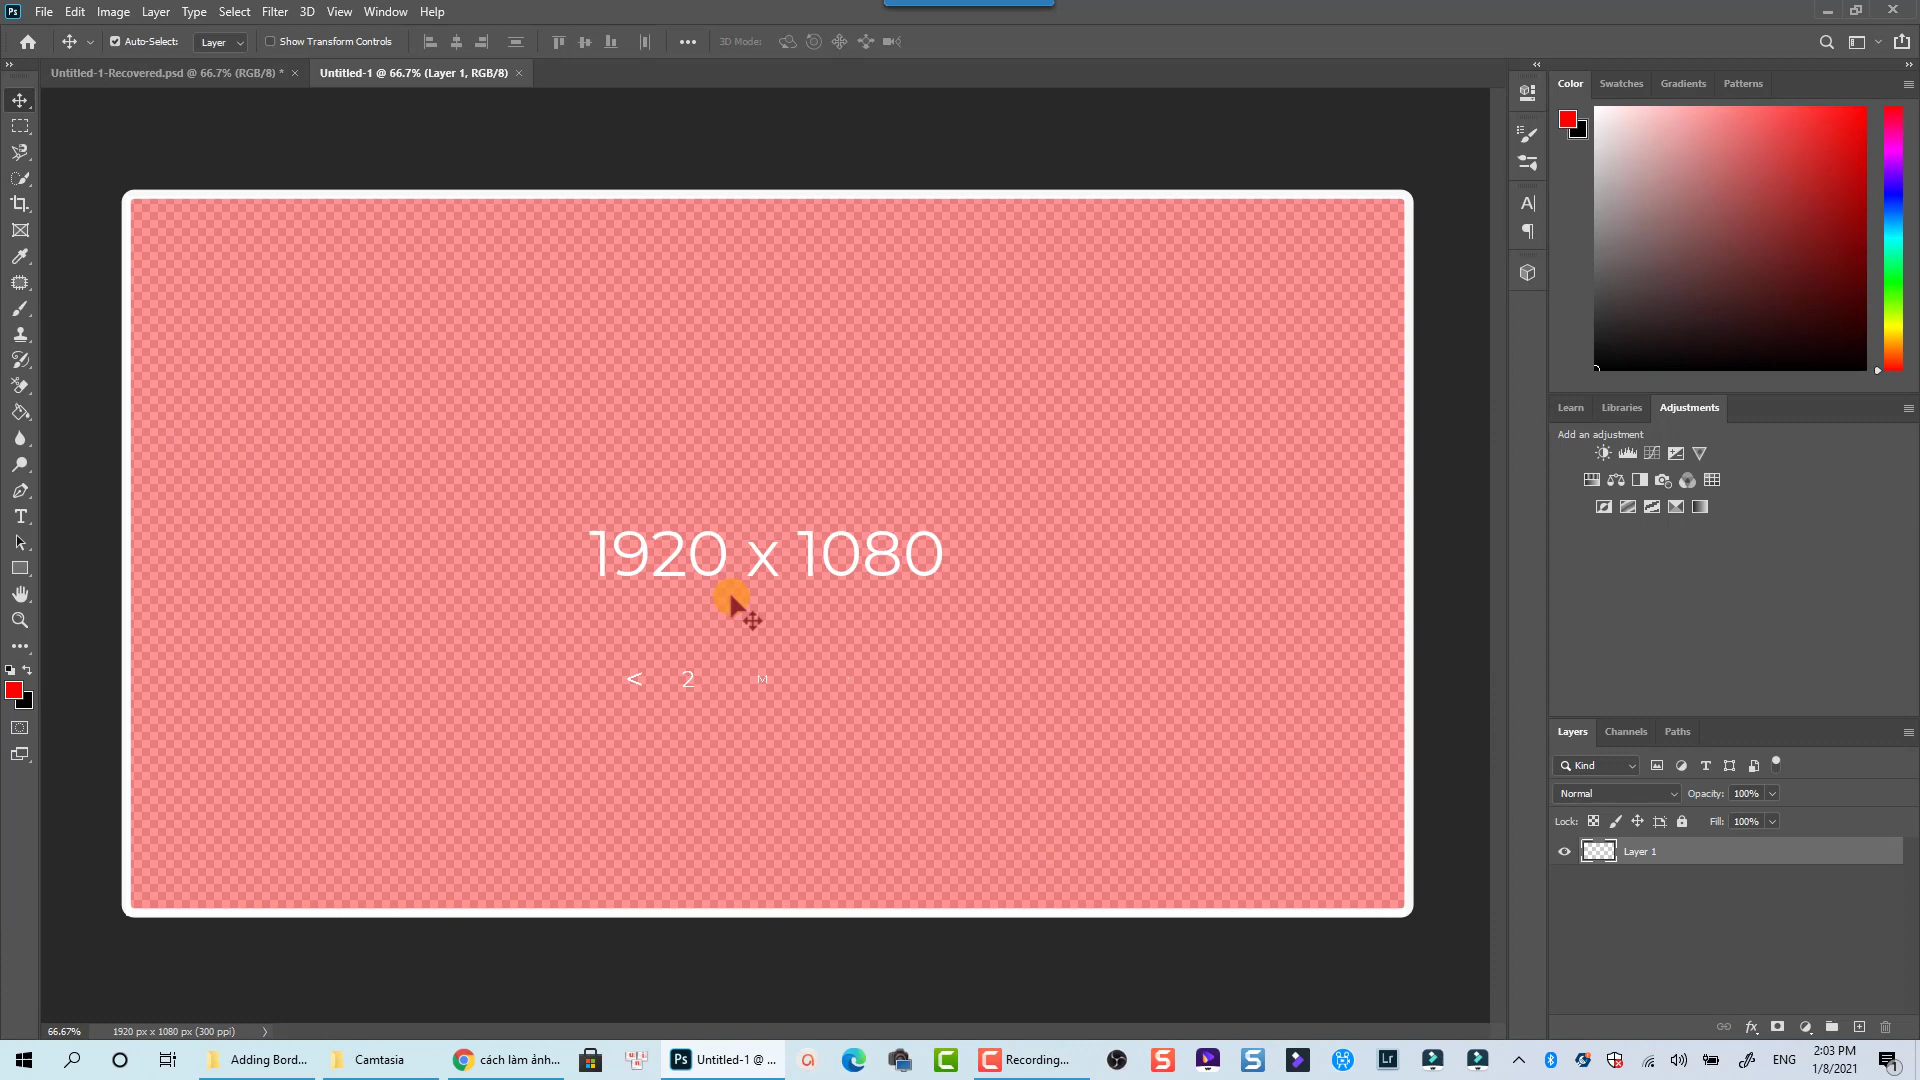 Ps File Edit Image Layer Type Select Filter 3D View Window Help
Auto-Select: Layer Show Transform Controls 3D Mode:
Untitled-1-Recovered.psd @ 66.7% (RGB/8) * × Untitled-1 @ 66.7% (Layer 1, RGB/8) ×
Color Swatches Gradients Patterns
Learn Libraries Adjustments
Add an adjustment
1920 x 1080
< 2 M
Layers Channels Paths
Kind
Normal Opacity: 100%
Lock: Fill: 100%
Layer 1
66.67% 1920 px x 1080 px (300 ppi)
Adding Bord... Camtasia cách làm ảnh... Ps Untitled-1 @ ... Recording... Lr ENG 2:03 PM
1/8/2021